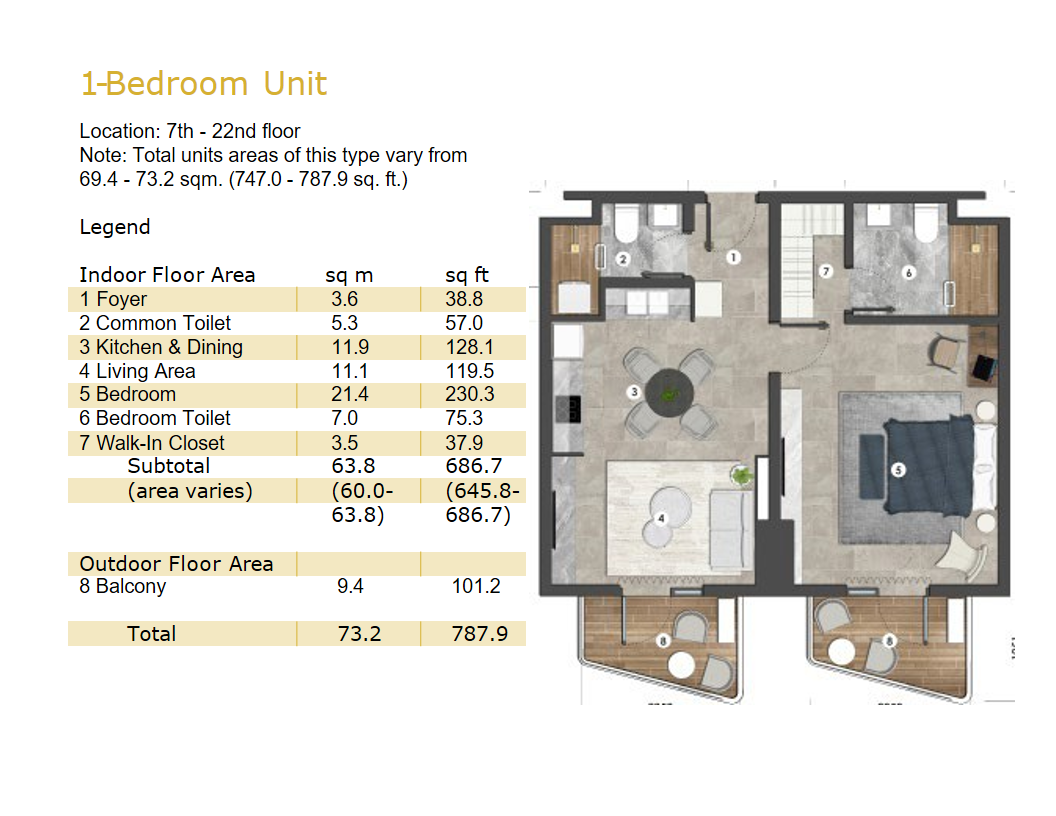 1-Bedroom Unit
Location: 7th - 22nd floor
Note: Total units areas of this type vary from
69.4 - 73.2 sqm. (747.0 - 787.9 sq. ft.)
Legend
Indoor Floor Area sq m sq ft
1 Foyer 3.6 38.8
2 Common Toilet 5.3 57.0
3 Kitchen & Dining 11.9 128.1
4 Living Area 11.1 119.5
5 Bedroom 21.4 230.3
6 Bedroom Toilet 7.0 75.3
7 Walk-In Closet 3.5 37.9
Subtotal 63.8 686.7
(area varies) (60.0- (645.8-
63.8) 686.7)
Outdoor Floor Area
8 Balcony 9.4 101.2
Total 73.2 787.9
1
2
7
6
3
5
4
8
8